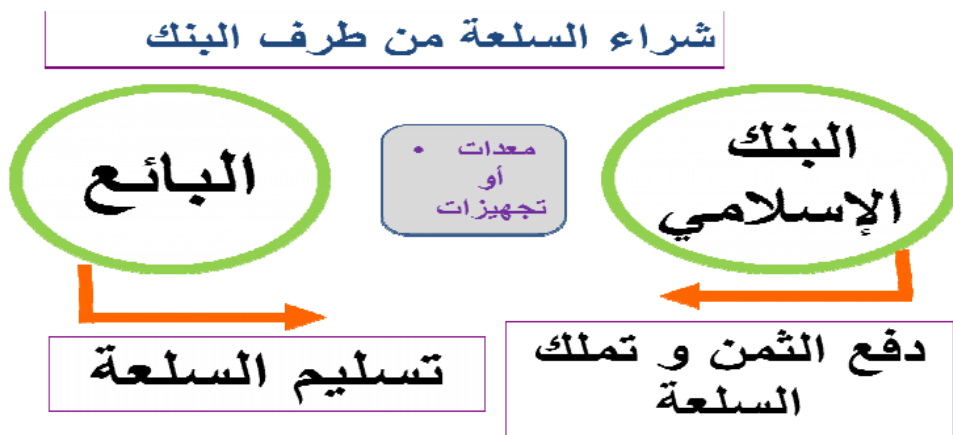 شراء السلعة من طرف البنك
البنك
الإسلامي
• معدات
أو
تجهيزات
البائع
دفع الثمن و تملك
السلعة
تسليم السلعة